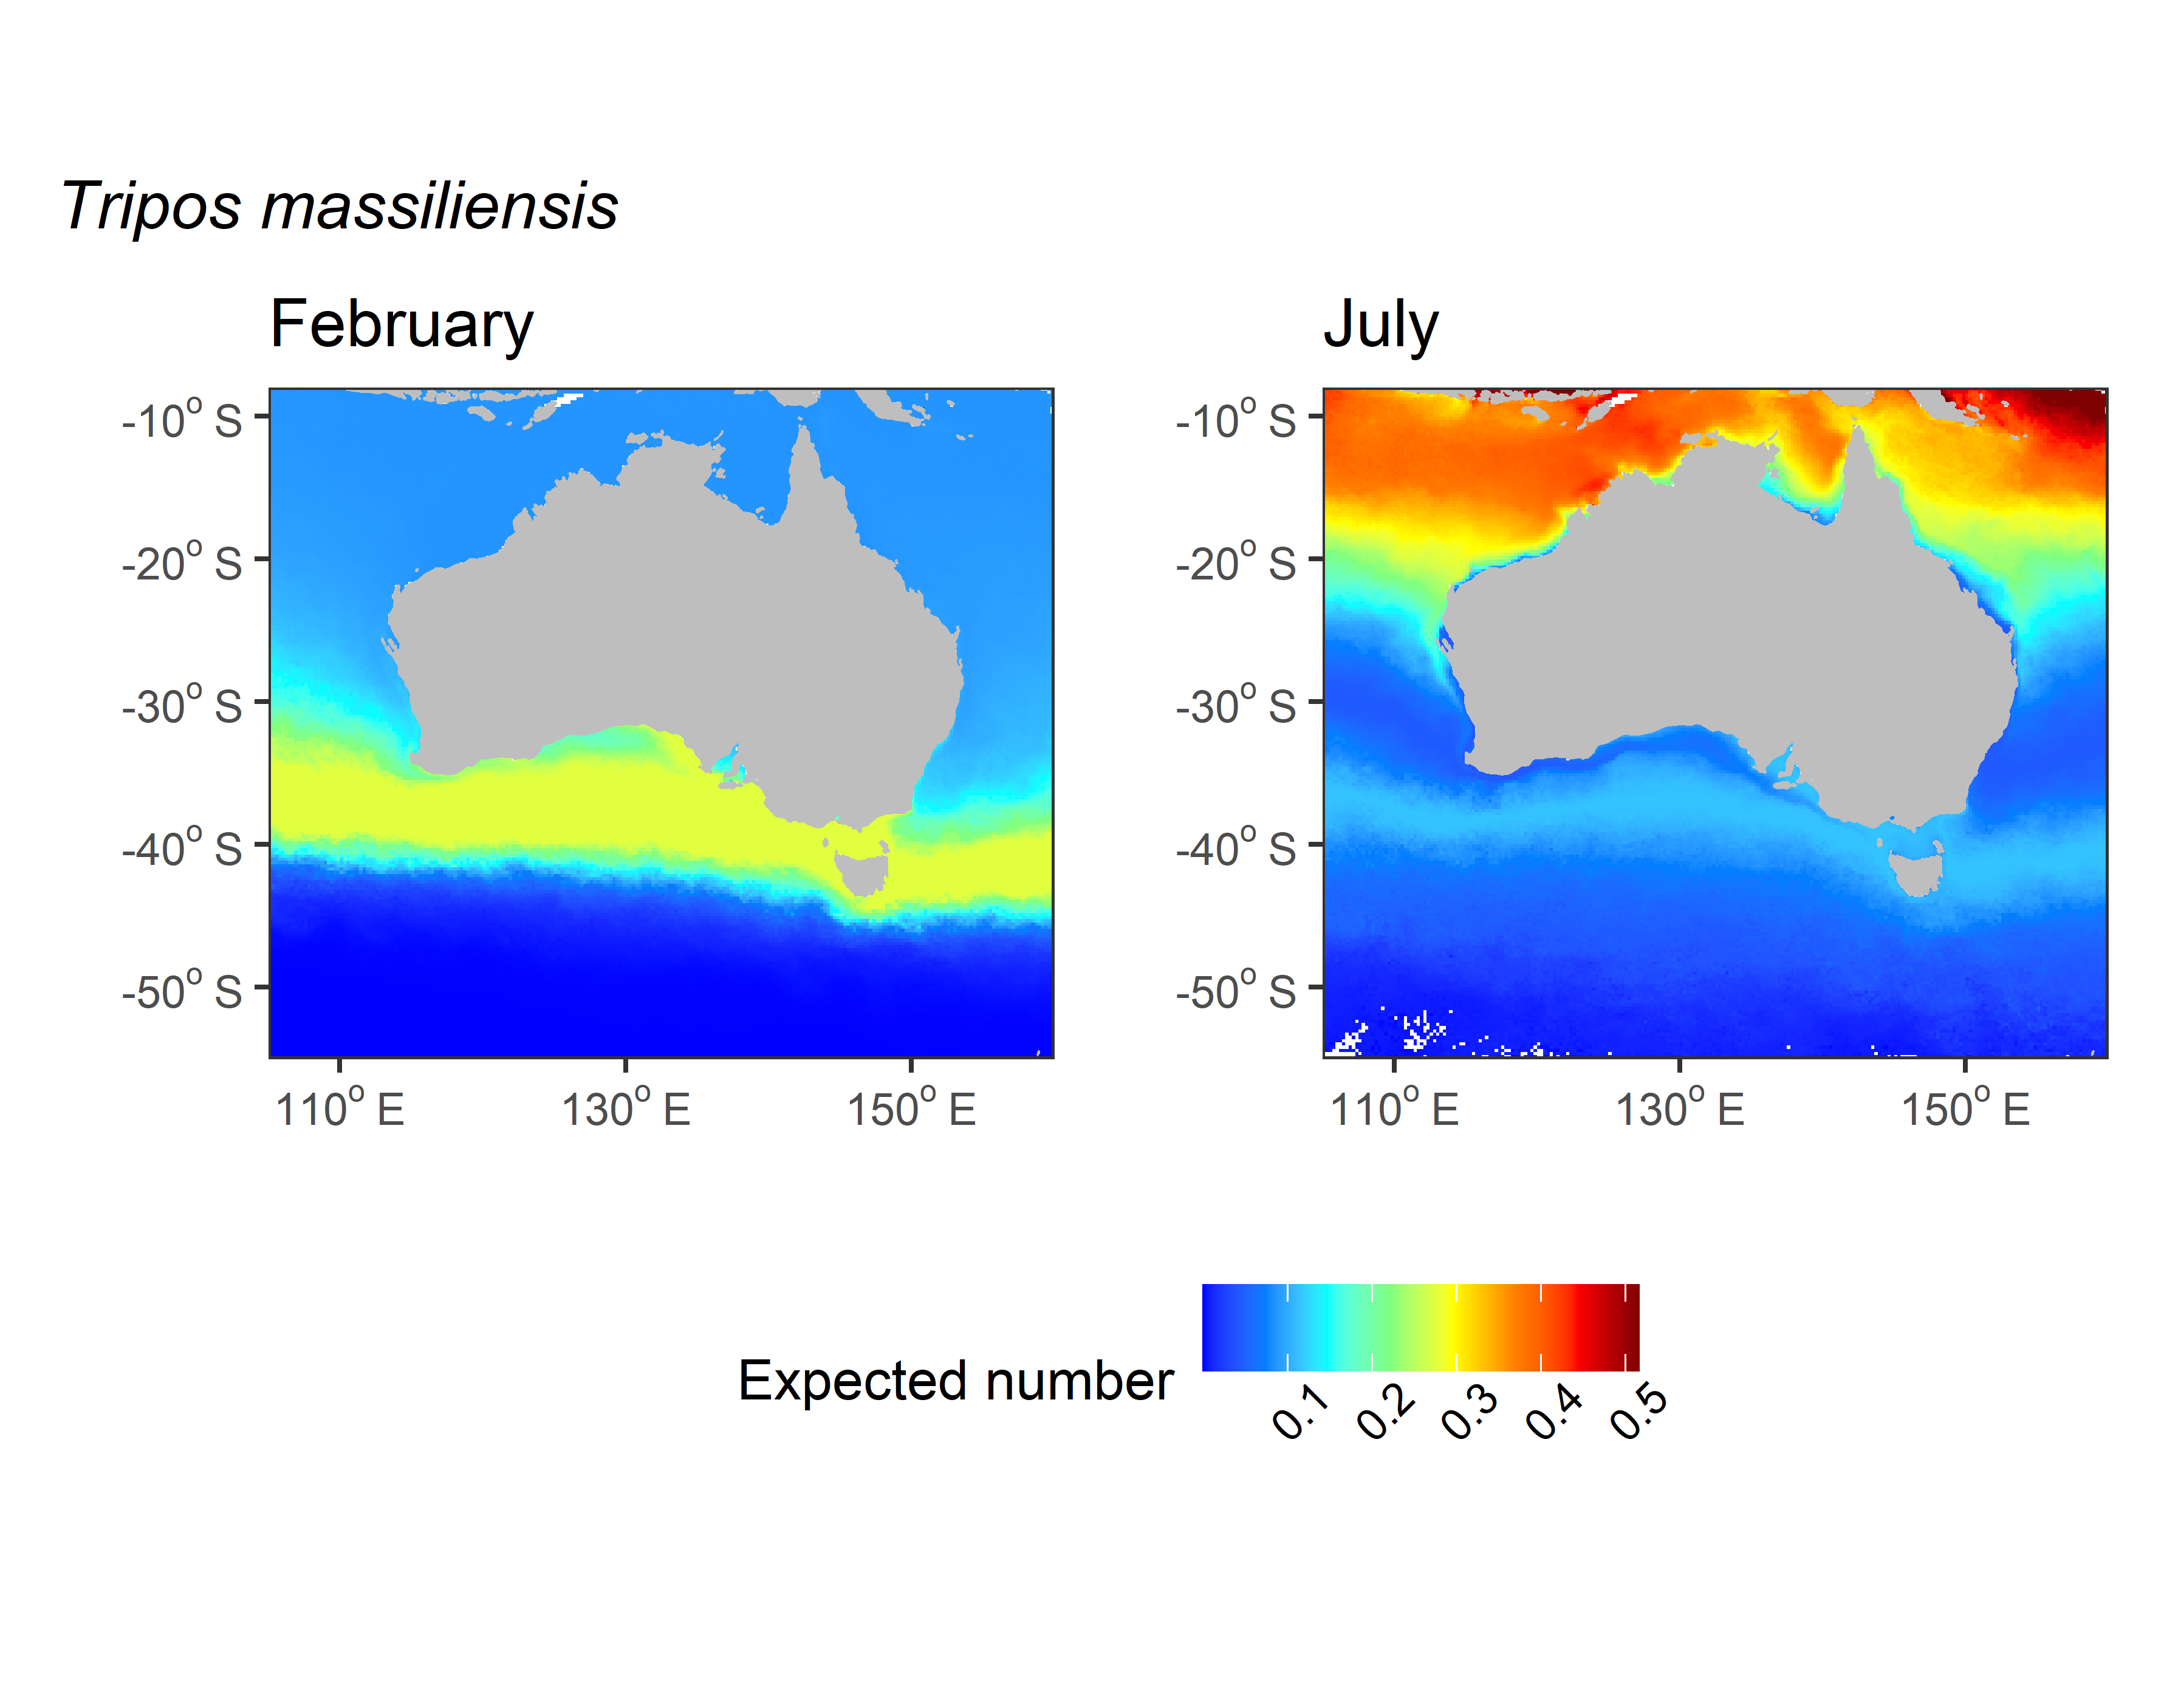 Tripos massiliensis
February
July
-10° S
-20° S
-30° S
-40° S
-50° S
110° E
130° E
150° E
-10° S
-20° S
-30° S
-40° S
-50° S
110° E
130° E
150° E
Expected number
0.1
0.2
0.3
0.4
0.5